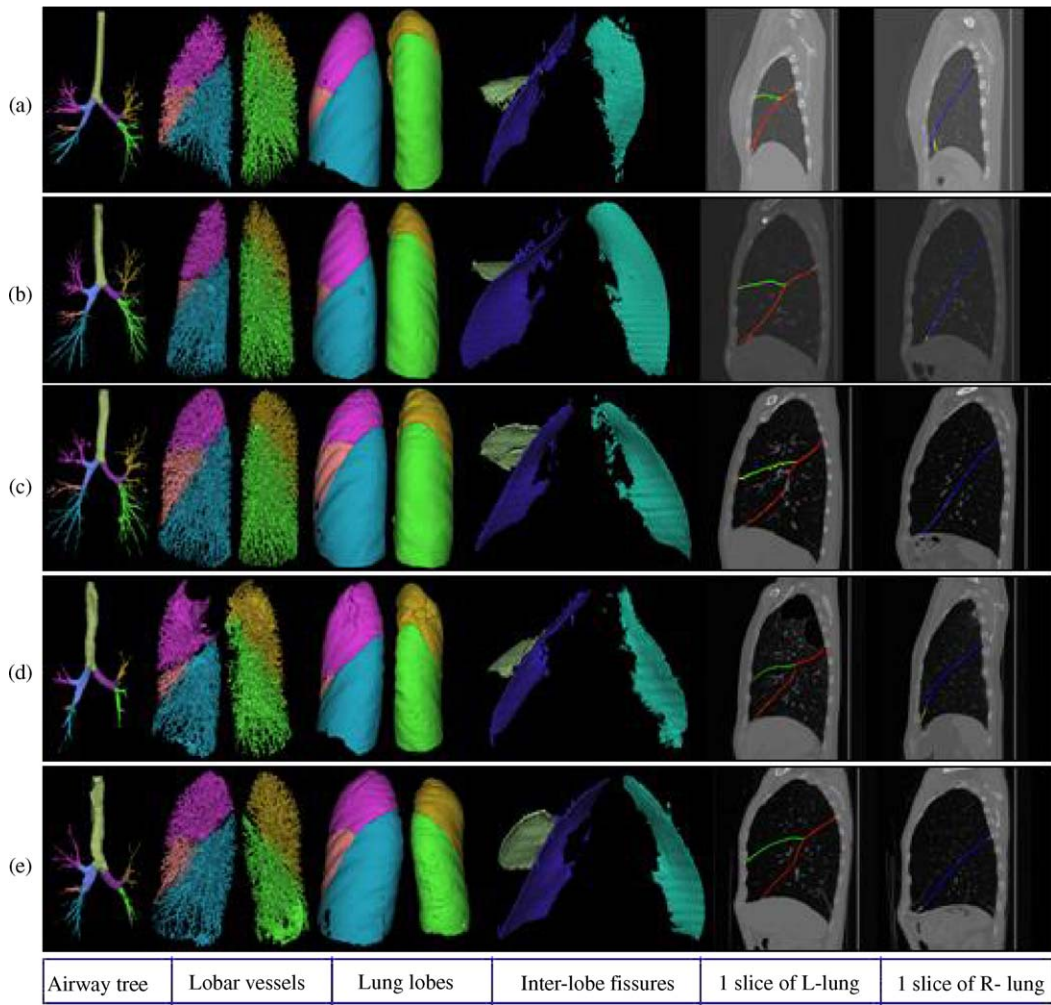 (a)
(b)
(c)
(d)
(e)
Airway tree Lobar vessels Lung lobes Inter-lobe fissures 1 slice of L-lung 1 slice of R- lung